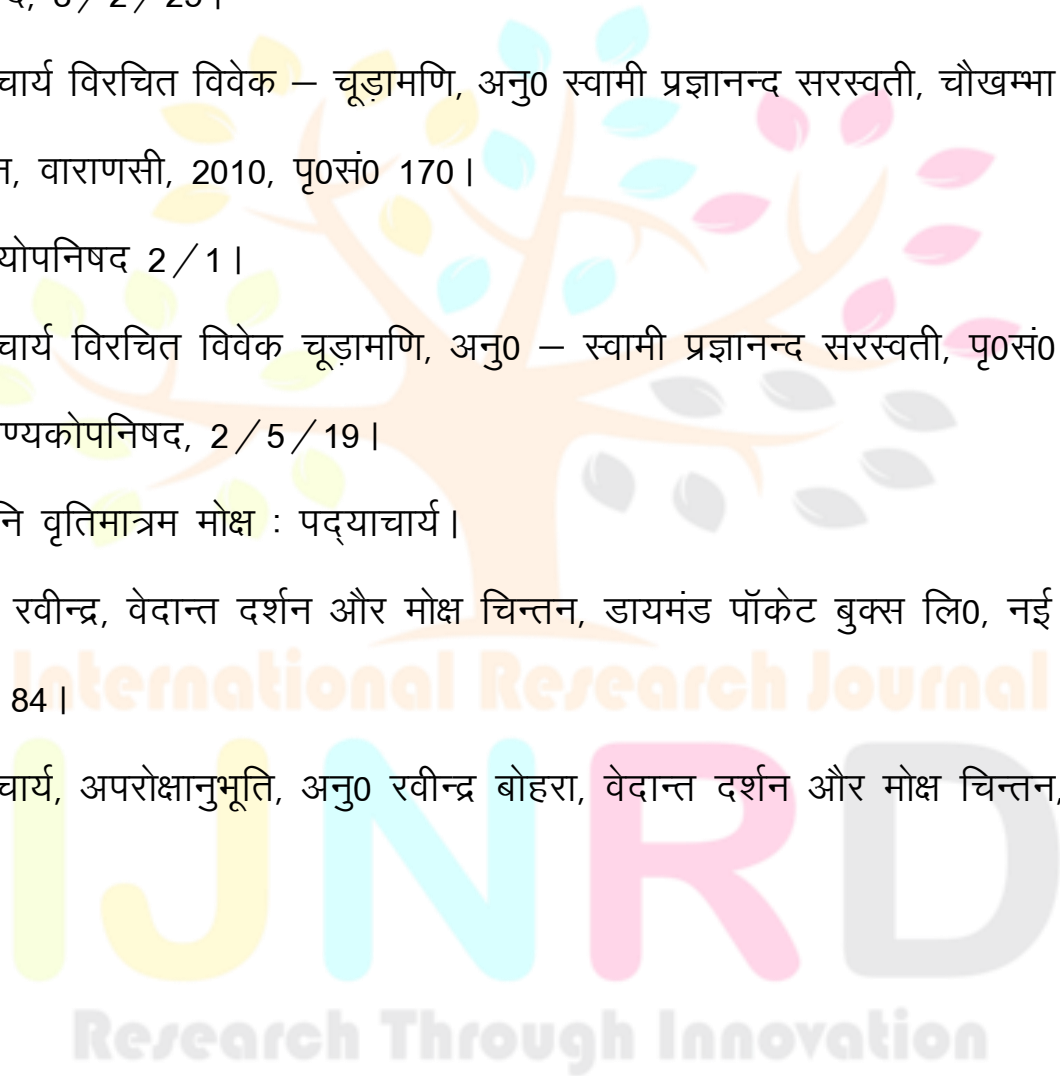 चार्य विरचित विवेक – चूड़ामणि, अनु0 स्वामी प्रज्ञानन्द सरस्वती, चौखम्भा
न, वाराणसी, 2010, पृ0सं0 170 |
योपनिषद 2/1 |
चार्य विरचित विवेक चूड़ामणि, अनु0 – स्वामी प्रज्ञानन्द सरस्वती, पृ0सं0
ण्यकोपनिषद, 2/5/19 |
नि वृतिमात्रम मोक्ष : पद्याचार्य |
रवीन्द्र, वेदान्त दर्शन और मोक्ष चिन्तन, डायमंड पॉकेट बुक्स लि0, नई
International Research Journal
84 |
चार्य, अपरोक्षानुभूति, अनु0 रवीन्द्र बोहरा, वेदान्त दर्शन और मोक्ष चिन्तन,
IJNRD
Research Through Innovation